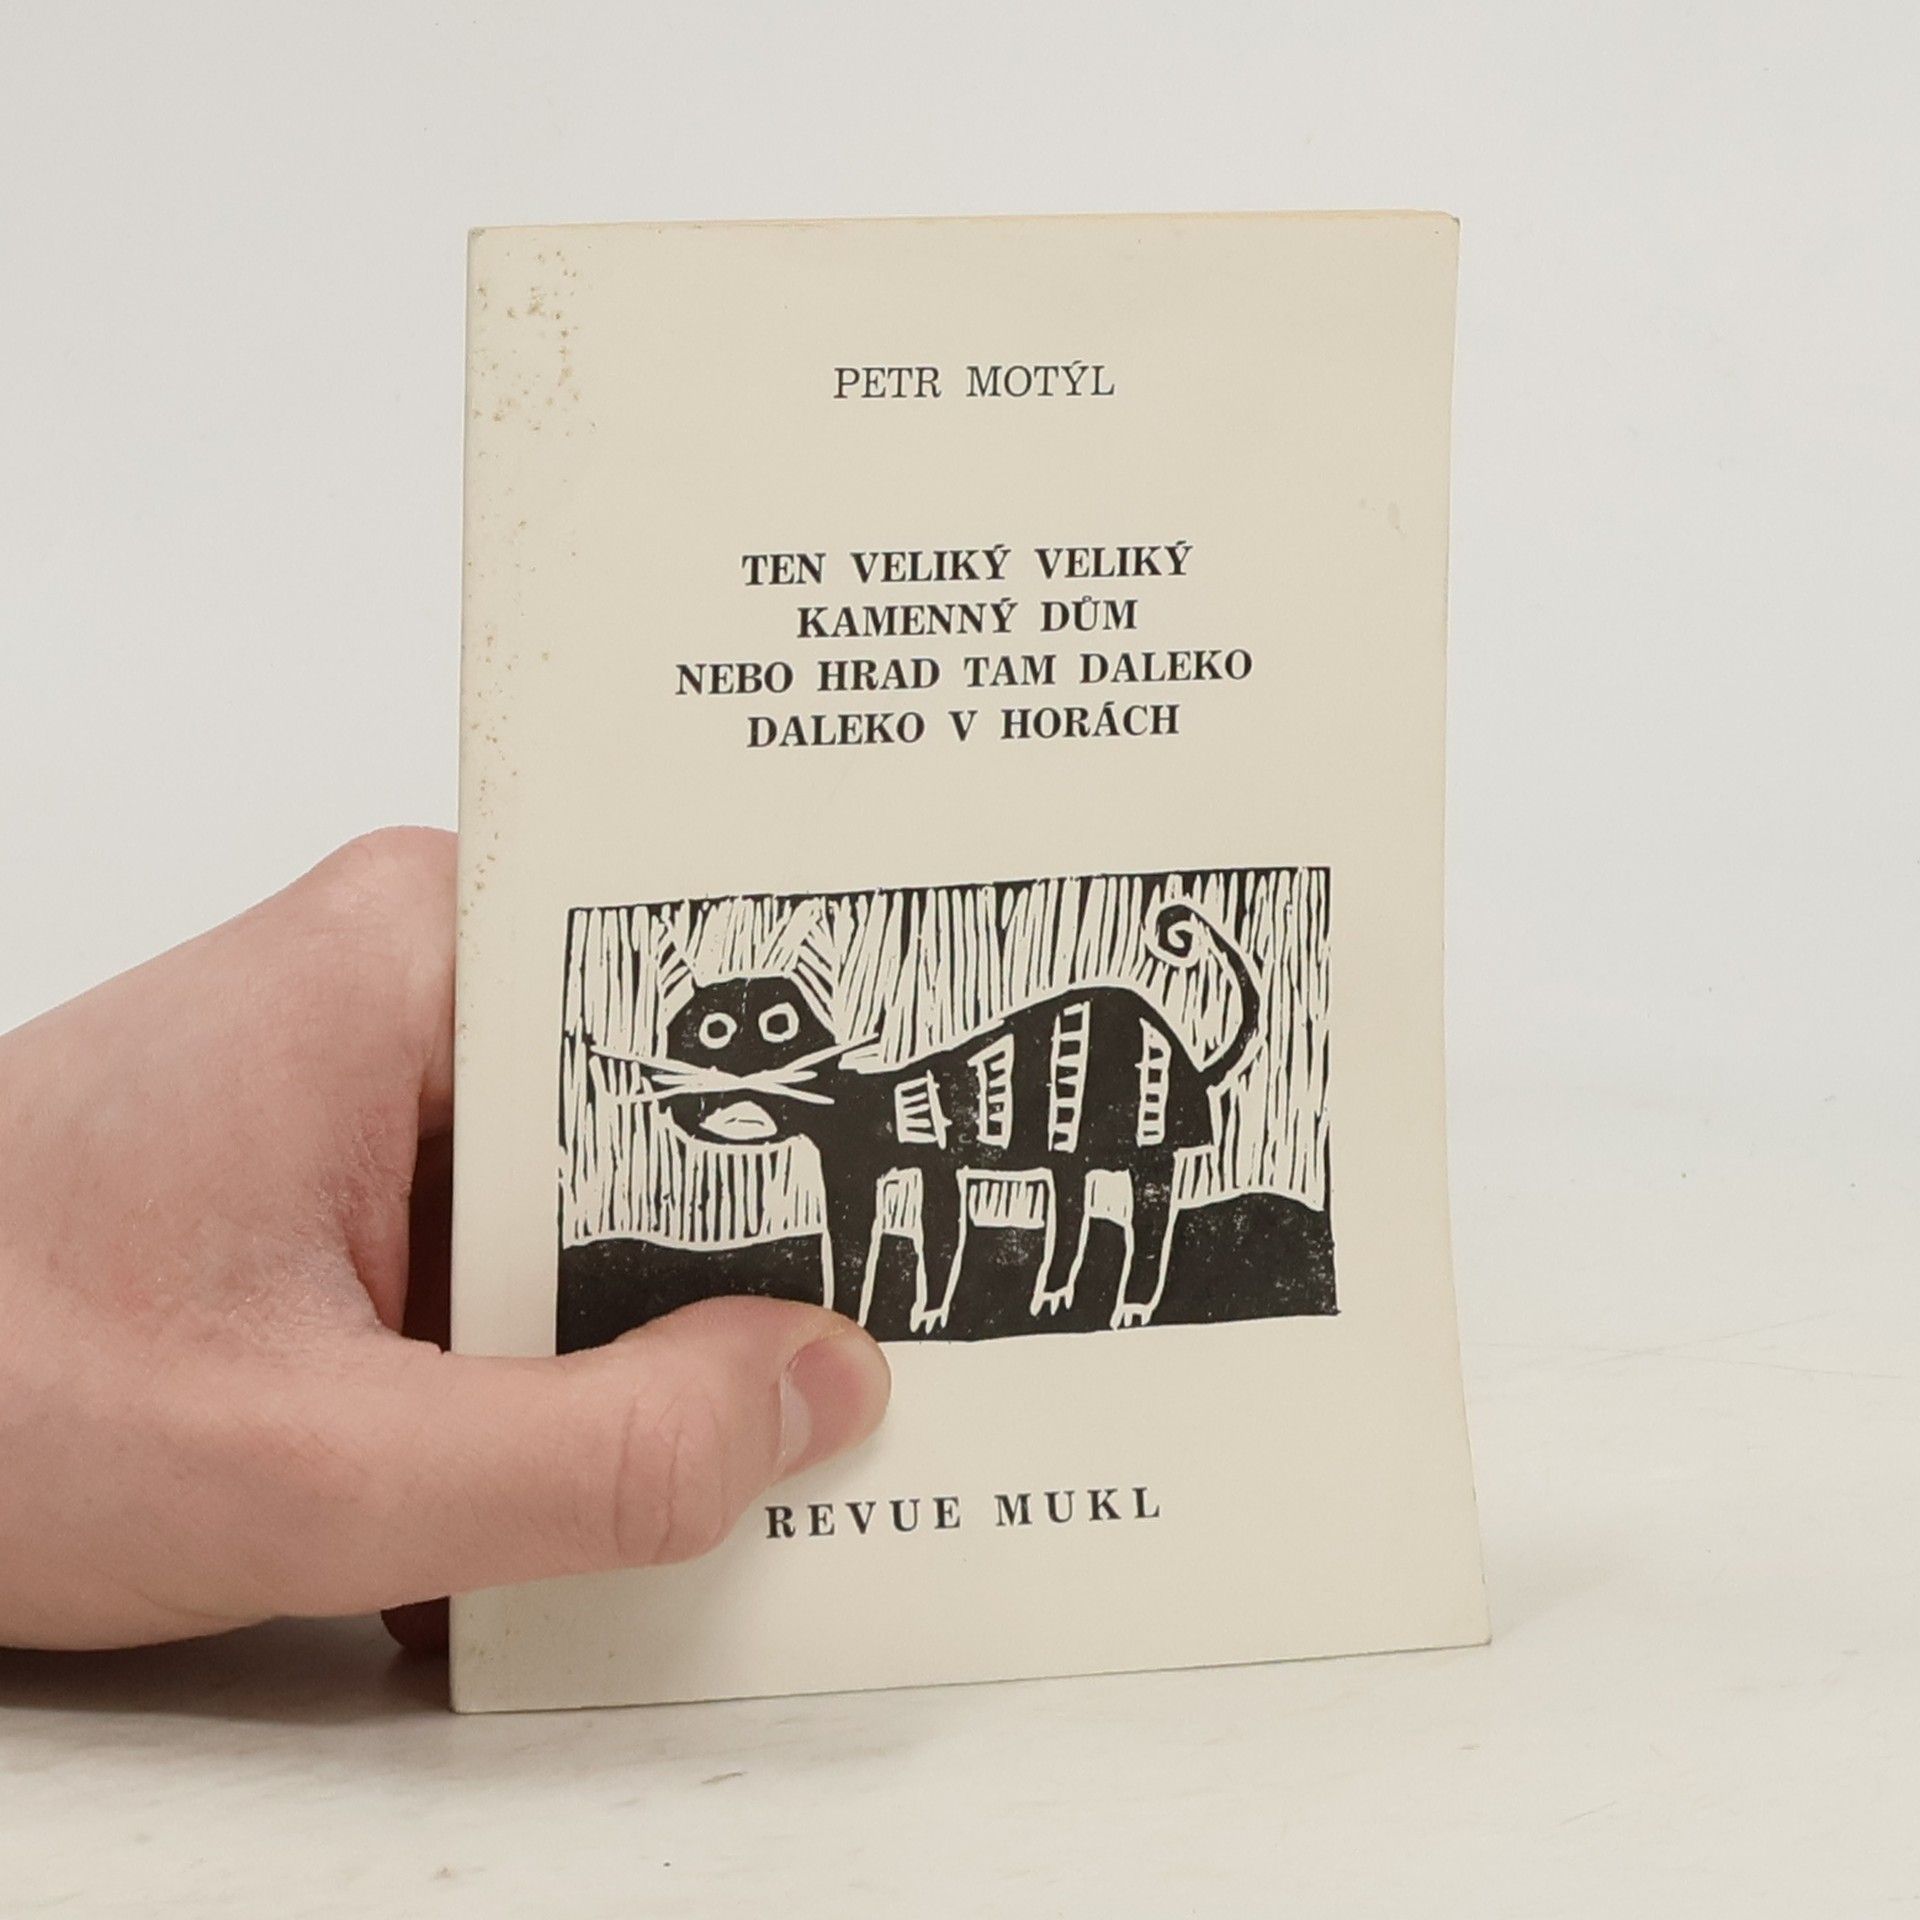 PETR MOTÝL
TEN VELIKÝ VELIKÝ
KAMENNÝ DŮM
NEBO HRAD TAM DALEKO
DALEKO V HORÁCH
REVUE MUKL